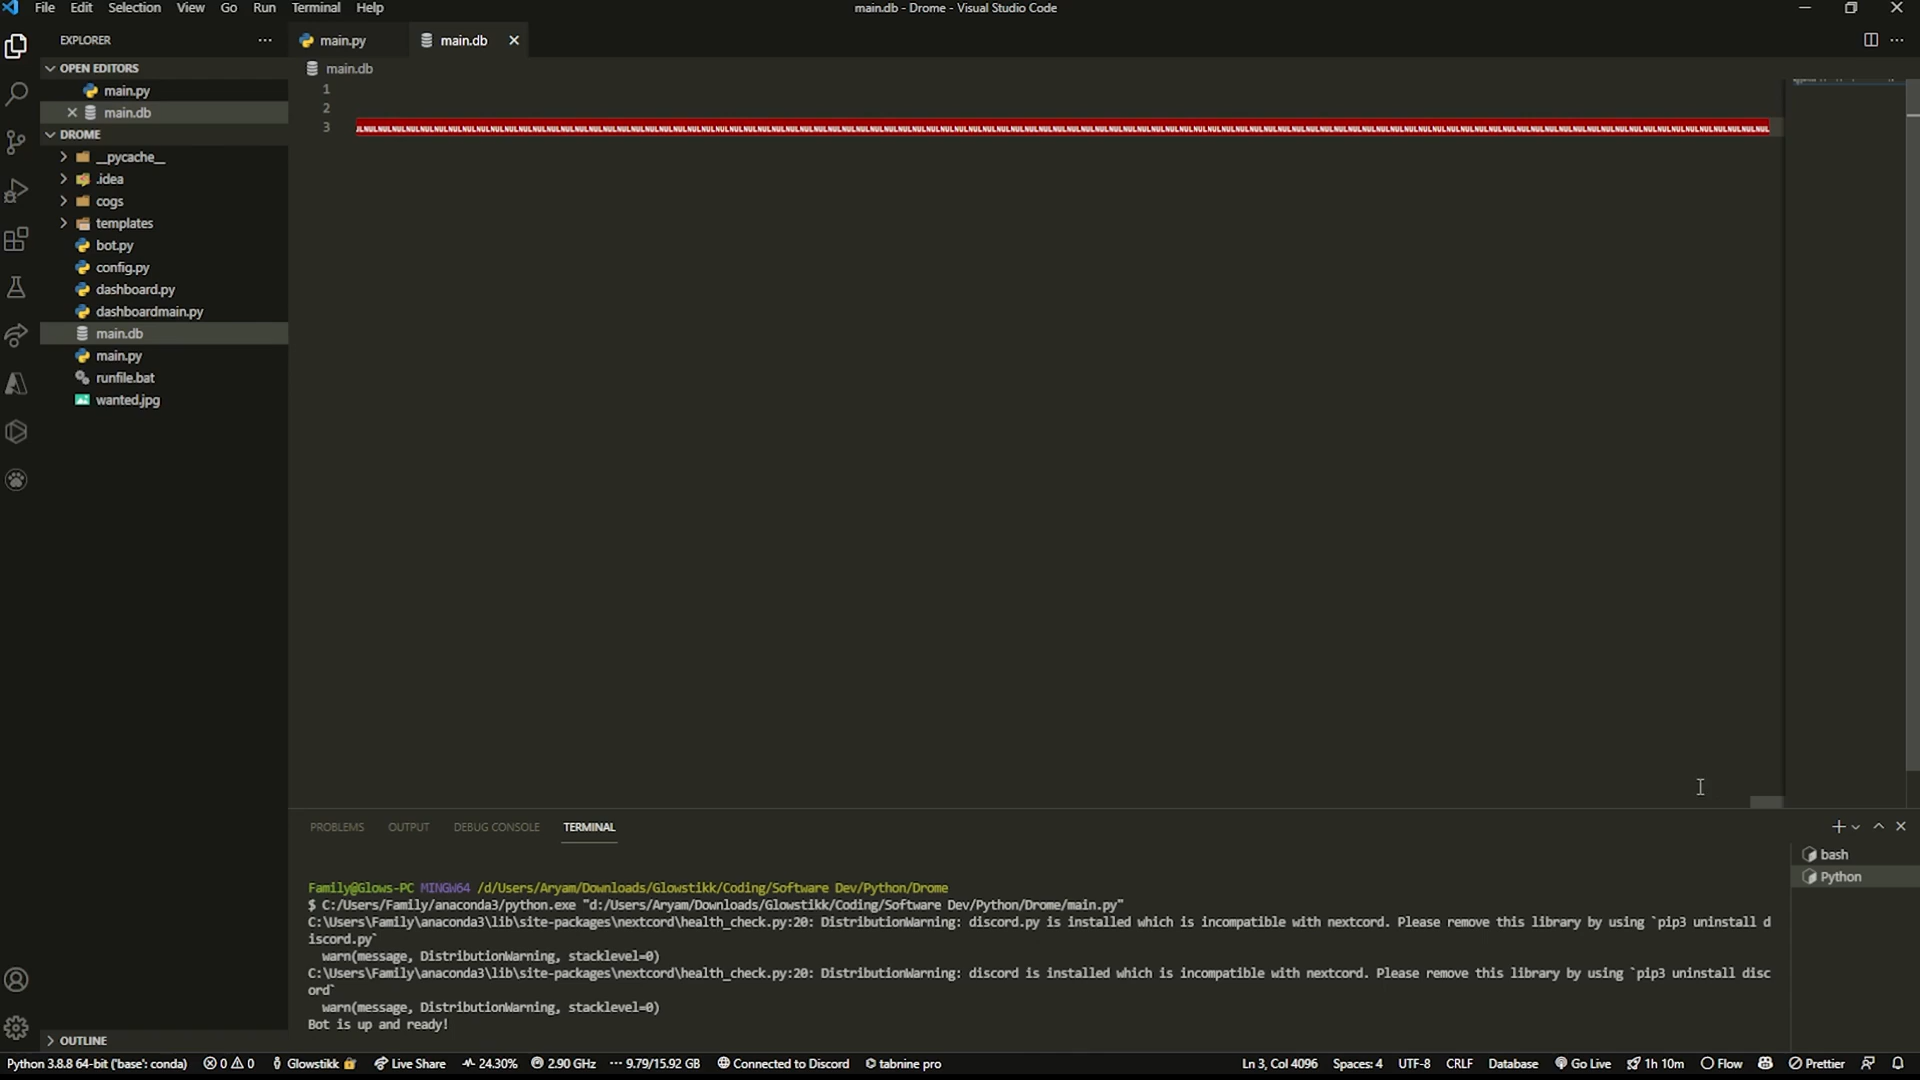 File Edit Selection View Go Run Terminal Help
main.db - Drome - Visual Studio Code
EXPLORER
main.py
main.db
OPEN EDITORS
main.py
main.db
DROME
__pycache__
.idea
cogs
templates
bot.py
config.py
dashboard.py
dashboardmain.py
main.db
main.py
runfile.bat
wanted.jpg
OUTLINE
main.db
1
2
3
PROBLEMS OUTPUT DEBUG CONSOLE TERMINAL
bash
Python
Family@Glows-PC MINGW64 /d/Users/Aryam/Downloads/Glowstikk/Coding/Software Dev/Python/Drome
$ C:/Users/Family/anaconda3/python.exe "d:/Users/Aryam/Downloads/Glowstikk/Coding/Software Dev/Python/Drome/main.py"
C:\Users\Family\anaconda3\lib\site-packages\nextcord\health_check.py:20: DistributionWarning: discord.py is installed which is incompatible with nextcord. Please remove this library by using `pip3 uninstall d
iscord.py`
warn(message, DistributionWarning, stacklevel=0)
C:\Users\Family\anaconda3\lib\site-packages\nextcord\health_check.py:20: DistributionWarning: discord is installed which is incompatible with nextcord. Please remove this library by using `pip3 uninstall disc
ord`
warn(message, DistributionWarning, stacklevel=0)
Bot is up and ready!
Python 3.8.8 64-bit ('base': conda) 0 0 Glowstikk Live Share 24.30% 2.90 GHz 9.79/15.92 GB Connected to Discord tabnine pro Ln 3, Col 4096 Spaces: 4 UTF-8 CRLF Database Go Live 1h 10m Flow Prettier